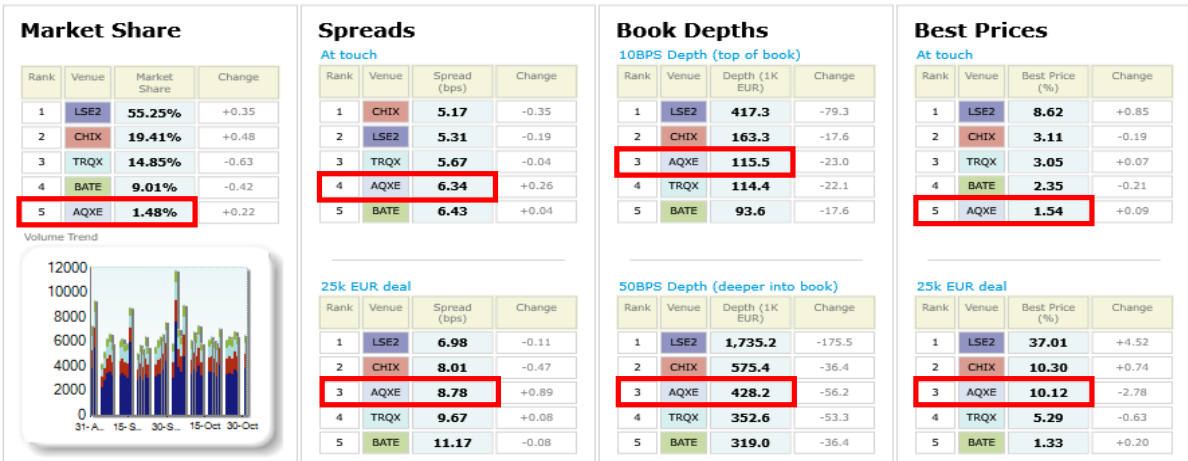 Market Share
Rank Venue Market Share Change
1 LSE2 55.25% +0.35
2 CHIX 19.41% +0.48
3 TRQX 14.85% -0.63
4 BATE 9.01% -0.42
5 AQXE 1.48% +0.22
Volume Trend
12000
10000
8000
6000
4000
2000
0
31-A... 15-S... 30-S... 15-Oct 30-Oct
Spreads
At touch
Rank Venue Spread (bps) Change
1 CHIX 5.17 -0.35
2 LSE2 5.31 -0.19
3 TRQX 5.67 -0.04
4 AQXE 6.34 +0.26
5 BATE 6.43 +0.04
25k EUR deal
Rank Venue Spread (bps) Change
1 LSE2 6.98 -0.11
2 CHIX 8.01 -0.47
3 AQXE 8.78 +0.89
4 TRQX 9.67 +0.08
5 BATE 11.17 -0.08
Book Depths
10BPS Depth (top of book)
Rank Venue Depth (1K EUR) Change
1 LSE2 417.3 -79.3
2 CHIX 163.3 -17.6
3 AQXE 115.5 -23.0
4 TRQX 114.4 -22.1
5 BATE 93.6 -17.6
50BPS Depth (deeper into book)
Rank Venue Depth (1K EUR) Change
1 LSE2 1,735.2 -175.5
2 CHIX 575.4 -36.4
3 AQXE 428.2 -56.2
4 TRQX 352.6 -53.3
5 BATE 319.0 -36.4
Best Prices
At touch
Rank Venue Best Price (%) Change
1 LSE2 8.62 +0.85
2 CHIX 3.11 -0.19
3 TRQX 3.05 +0.07
4 BATE 2.35 -0.21
5 AQXE 1.54 +0.09
25k EUR deal
Rank Venue Best Price (%) Change
1 LSE2 37.01 +4.52
2 CHIX 10.30 +0.74
3 AQXE 10.12 -2.78
4 TRQX 5.29 -0.63
5 BATE 1.33 +0.20